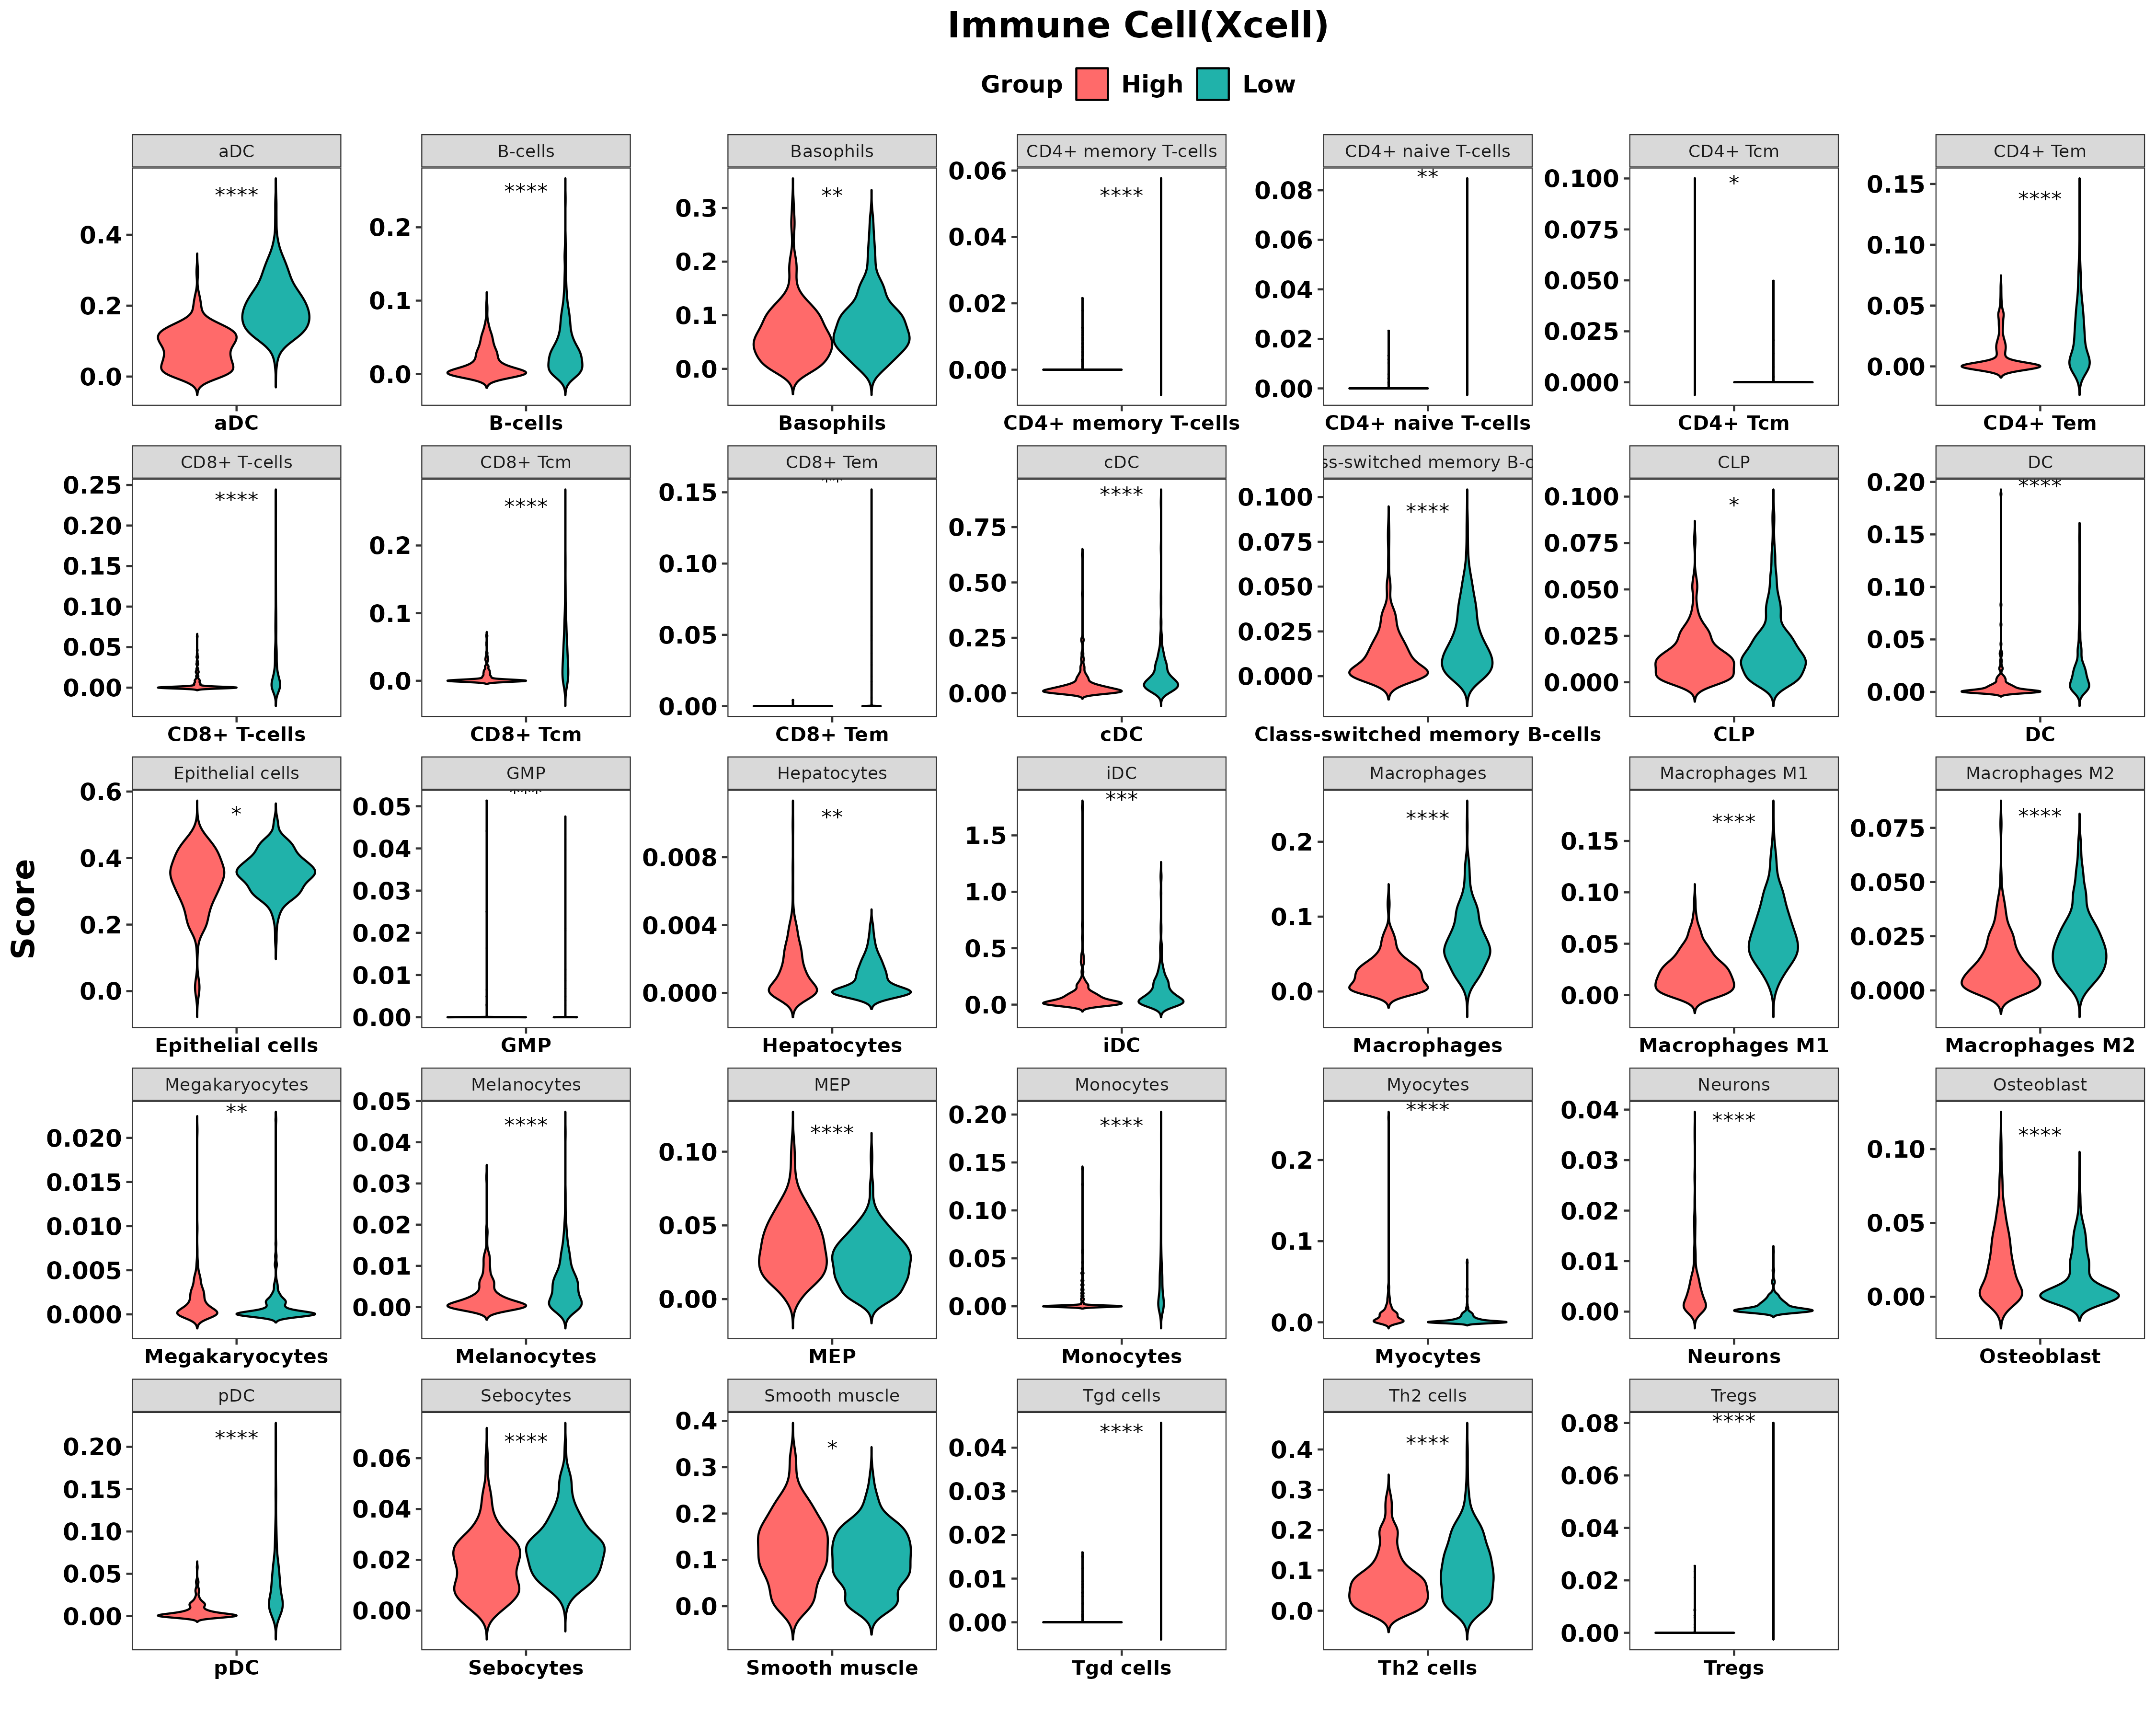 Immune Cell(Xcell)
Group High Low
Score
aDC B-cells Basophils CD4+ memory T-cells CD4+ naive T-cells CD4+ Tcm CD4+ Tem
**** **** ** **** ** * ****
0.4 0.2 0.0
0.2 0.1 0.0
0.3 0.2 0.1 0.0
0.06 0.04 0.02 0.00
0.08 0.06 0.04 0.02 0.00
0.100 0.075 0.050 0.025 0.000
0.15 0.10 0.05 0.00
aDC B-cells Basophils CD4+ memory T-cells CD4+ naive T-cells CD4+ Tcm CD4+ Tem
CD8+ T-cells CD8+ Tcm CD8+ Tem cDC ss-switched memory B-c CLP DC
**** **** **** **** * ****
0.25 0.20 0.15 0.10 0.05 0.00
0.2 0.1 0.0
0.15 0.10 0.05 0.00
0.75 0.50 0.25 0.00
0.100 0.075 0.050 0.025 0.000
0.100 0.075 0.050 0.025 0.000
0.20 0.15 0.10 0.05 0.00
CD8+ T-cells CD8+ Tcm CD8+ Tem cDC Class-switched memory B-cells CLP DC
Epithelial cells GMP Hepatocytes iDC Macrophages Macrophages M1 Macrophages M2
* ** *** **** **** ****
0.6 0.4 0.2 0.0
0.05 0.04 0.03 0.02 0.01 0.00
0.008 0.004 0.000
1.5 1.0 0.5 0.0
0.2 0.1 0.0
0.15 0.10 0.05 0.00
0.075 0.050 0.025 0.000
Epithelial cells GMP Hepatocytes iDC Macrophages Macrophages M1 Macrophages M2
Megakaryocytes Melanocytes MEP Monocytes Myocytes Neurons Osteoblast
** **** **** **** **** **** ****
0.020 0.015 0.010 0.005 0.000
0.05 0.04 0.03 0.02 0.01 0.00
0.10 0.05 0.00
0.20 0.15 0.10 0.05 0.00
0.2 0.1 0.0
0.04 0.03 0.02 0.01 0.00
0.10 0.05 0.00
Megakaryocytes Melanocytes MEP Monocytes Myocytes Neurons Osteoblast
pDC Sebocytes Smooth muscle Tgd cells Th2 cells Tregs
**** **** * **** **** ****
0.20 0.15 0.10 0.05 0.00
0.06 0.04 0.02 0.00
0.4 0.3 0.2 0.1 0.0
0.04 0.03 0.02 0.01 0.00
0.4 0.3 0.2 0.1 0.0
0.08 0.06 0.04 0.02 0.00
pDC Sebocytes Smooth muscle Tgd cells Th2 cells Tregs